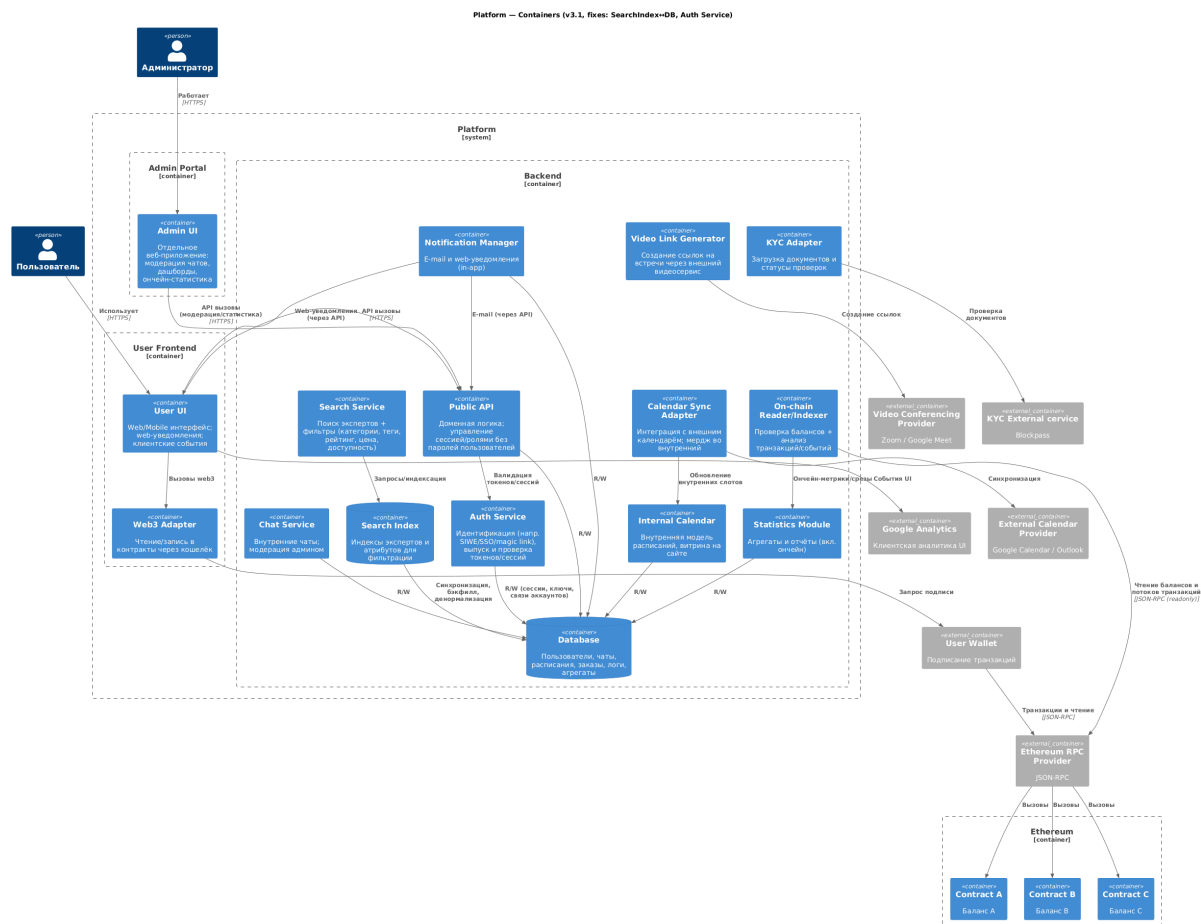 Platform — Containers (v3.1, fixes: SearchIndex↔DB, Auth Service)
«person»
Администратор
Работает
[HTTPS]
Platform
[system]
Admin Portal
[container]
Backend
[container]
«container»
Admin UI
Отдельное
веб-приложение:
модерация чатов,
дашборды,
ончейн-статистика
«person»
Пользователь
«container»
Notification Manager
E-mail и web-уведомления
(in-app)
«container»
Video Link Generator
Создание ссылок на
встречи через внешний
видеосервис
«container»
KYC Adapter
Загрузка документов и
статусы проверок
Использует
[HTTPS]
API вызовы
(модерация/статистика)
[HTTPS]
Web-уведомления
(через API)
API вызовы
[HTTPS]
E-mail (через API)
Создание ссылок
Проверка
документов
User Frontend
[container]
«container»
User UI
Web/Mobile интерфейс;
web-уведомления;
клиентские события
«container»
Search Service
Поиск экспертов +
фильтры (категории, теги,
рейтинг, цена,
доступность)
«container»
Public API
Доменная логика;
управление
сессией/ролями без
паролей пользователей
«container»
Calendar Sync
Adapter
Интеграция с внешним
календарём; мердж во
внутренний
«container»
On-chain
Reader/Indexer
Проверка балансов +
анализ
транзакций/событий
«external_container»
Video Conferencing
Provider
Zoom / Google Meet
«external_container»
KYC External cervice
Blockpass
Вызовы web3
Запросы/индексация
Валидация
токенов/сессий
R/W
Обновление
внутренних слотов
Ончейн-метрики/срезы
События UI
Синхронизация
«container»
Web3 Adapter
Чтение/запись в
контракты через кошелёк
«container»
Chat Service
Внутренние чаты;
модерация админом
«container»
Search Index
Индексы экспертов и
атрибутов для
фильтрации
«container»
Auth Service
Идентификация (напр.
SIWE/SSO/magic link),
выпуск и проверка
токенов/сессий
R/W
«container»
Internal Calendar
Внутренняя модель
расписаний, витрина на
сайте
«container»
Statistics Module
Агрегаты и отчёты (вкл.
ончейн)
«external_container»
Google Analytics
Клиентская аналитика UI
«external_container»
External Calendar
Provider
Google Calendar / Outlook
R/W
Синхронизация,
бэкфилл,
денормализация
R/W (сессии, ключи,
связи аккаунтов)
R/W
R/W
Запрос подписи
Чтение балансов и
потоков транзакций
[JSON-RPC (readonly)]
«container»
Database
Пользователи, чаты,
расписания, заказы, логи,
агрегаты
«external_container»
User Wallet
Подписание транзакций
Транзакции и чтение
[JSON-RPC]
«external_container»
Ethereum RPC
Provider
JSON-RPC
Вызовы
Вызовы
Вызовы
Ethereum
[container]
«container»
Contract A
Баланс A
«container»
Contract B
Баланс B
«container»
Contract C
Баланс C